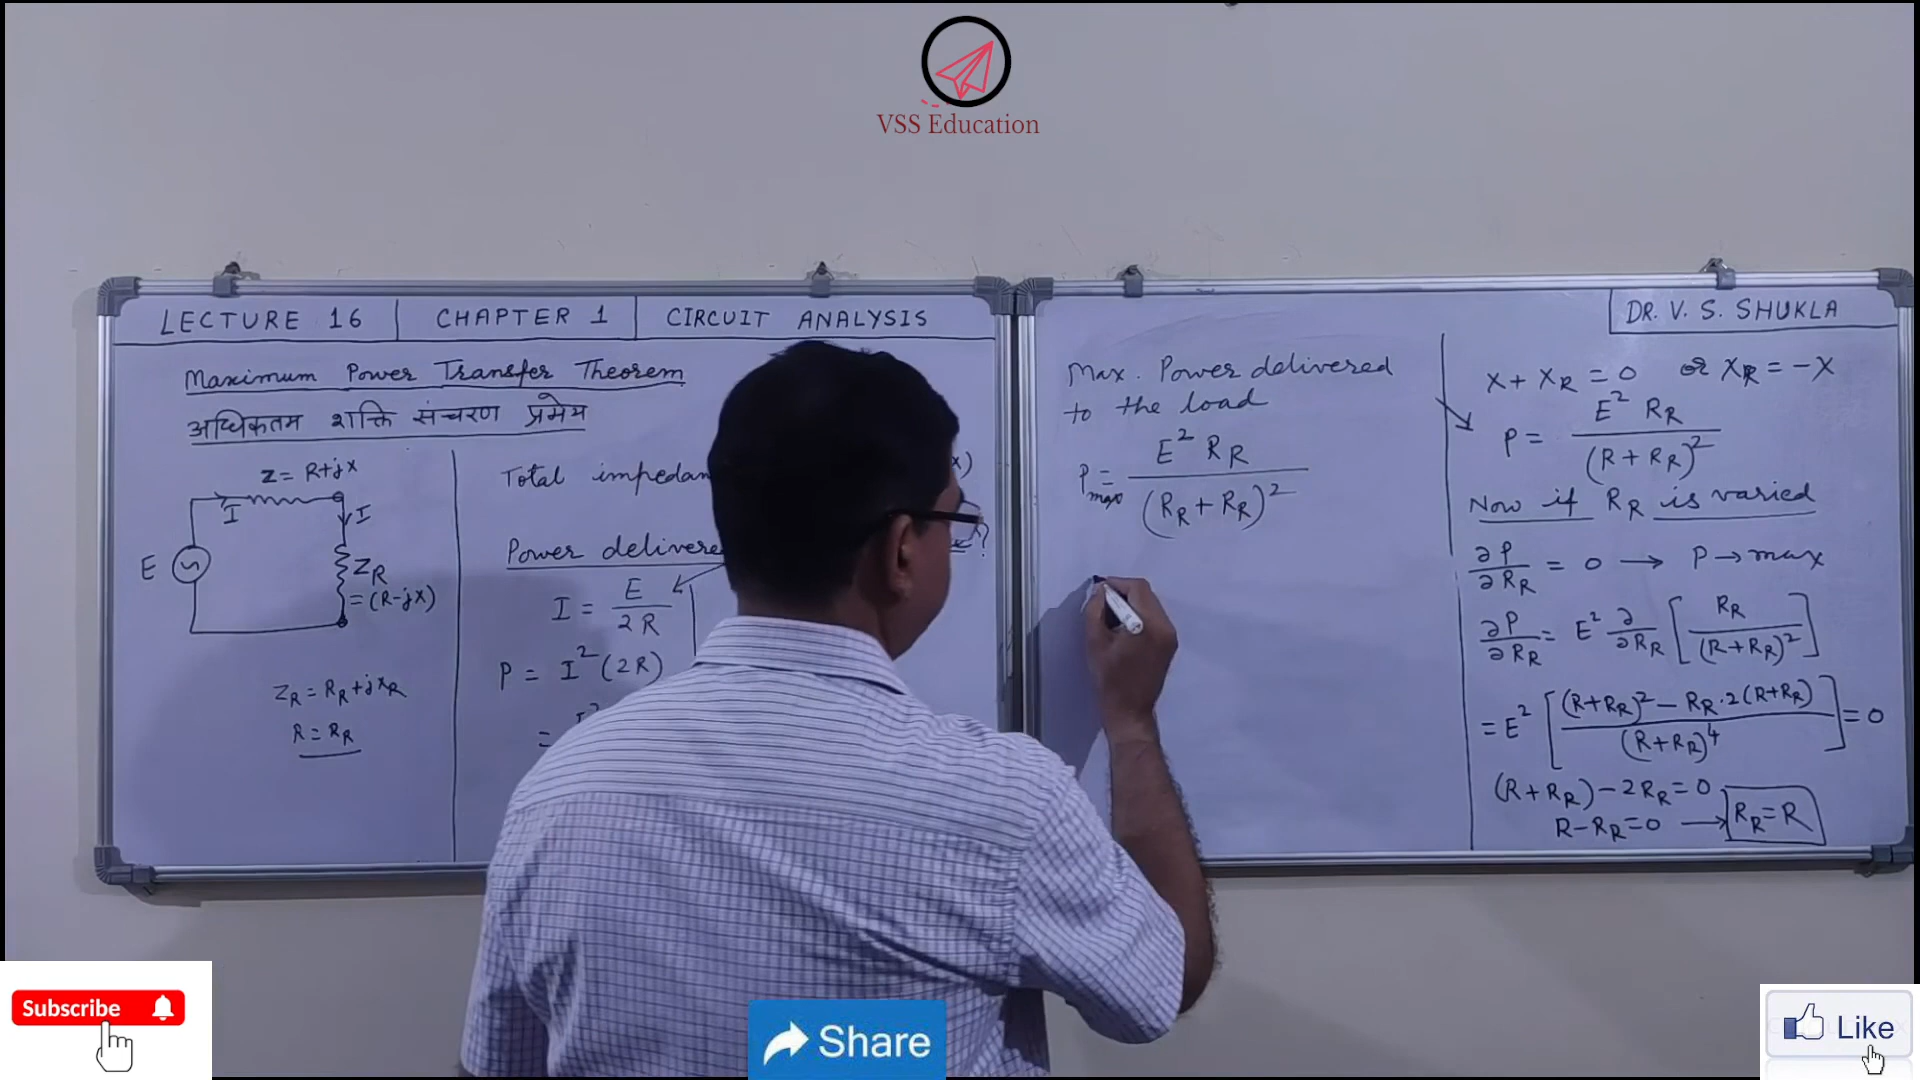 VSS Education
LECTURE 16 | CHAPTER 1 | CIRCUIT ANALYSIS
Maximum Power Transfer Theorem
अधिकतम शक्ति संचरण प्रमेय
Z = R+jX
I
I
E
Z_R
= (R-jX)
Z_R = R_R + jX_R
R = R_R
Total
X)
Power
?
I = E / 2R
P = I² (2R)
=
Max. Power delivered
to the load
P_max = E² R_R / (R_R + R_R)²
DR. V. S. SHUKLA
X + X_R = 0 or X_R = -X
P = E² R_R / (R + R_R)²
Now if R_R is varied
∂P/∂R_R = 0 → P → max
∂P/∂R_R = E² ∂/∂R_R [ R_R / (R+R_R)² ]
= E² [ (R+R_R)² - R_R·2(R+R_R) / (R+R_R)⁴ ] = 0
(R+R_R) - 2R_R = 0
R - R_R = 0 → R_R = R
Subscribe
Share
Like